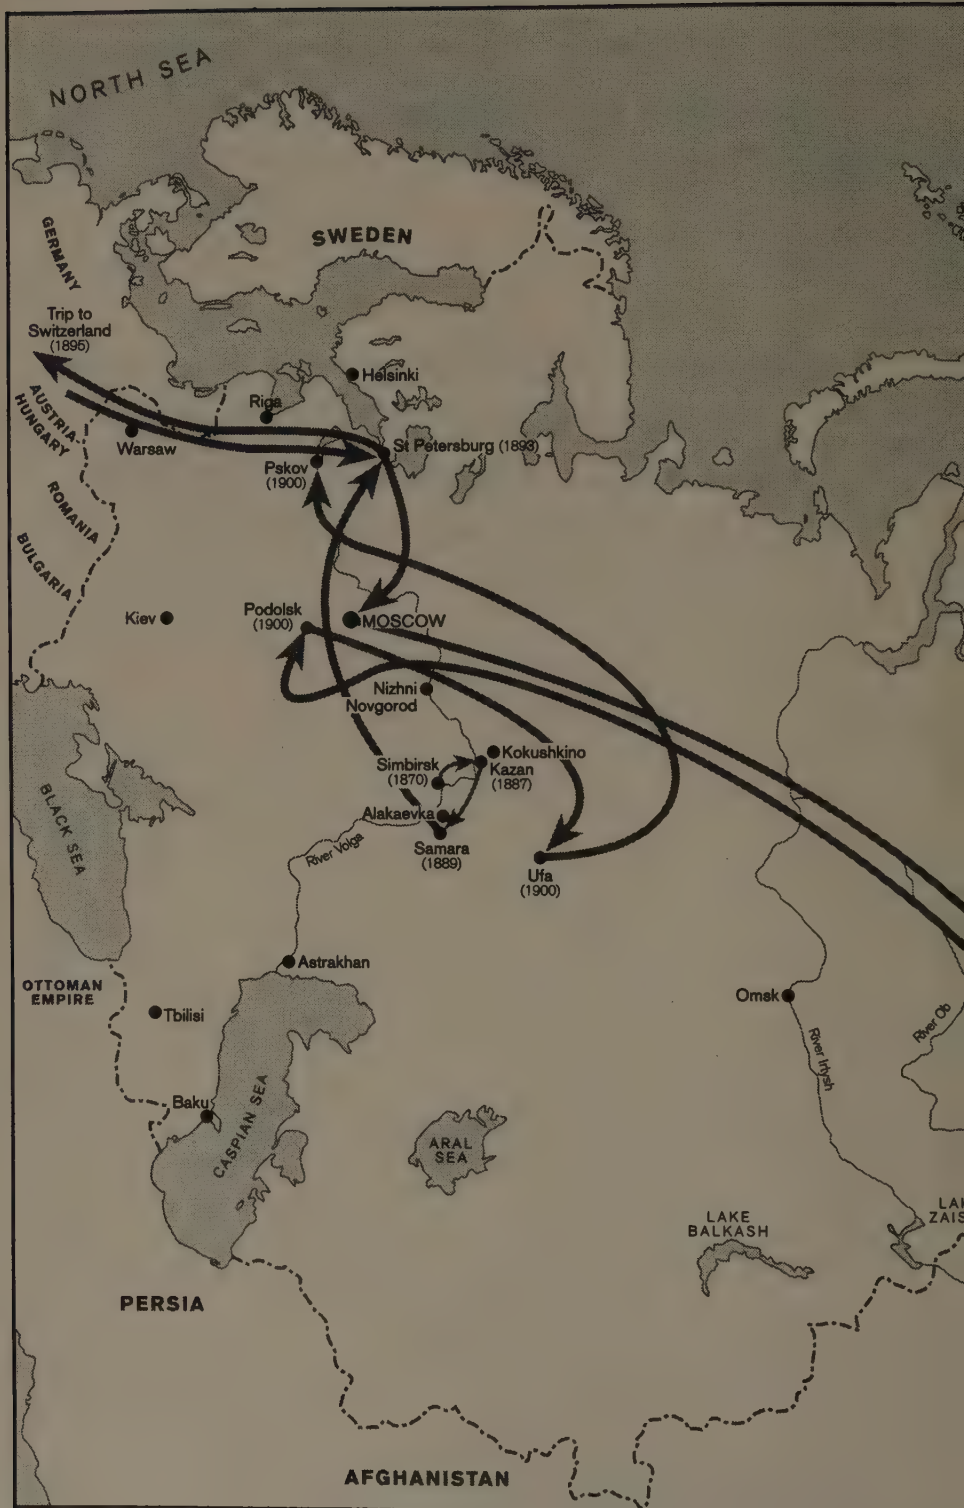 NORTH SEA
GERMANY
SWEDEN
Trip to
Switzerland
(1895)
Helsinki
AUSTRIA-
HUNGARY
Riga
Warsaw
St Petersburg (1893)
Pskov
(1900)
ROMANIA
BULGARIA
Kiev
Podolsk
(1900)
MOSCOW
Nizhni
Novgorod
Kokushkino
Simbirsk
(1870)
Kazan
(1887)
BLACK SEA
Alakaevka
Samara
(1889)
River Volga
Ufa
(1900)
Astrakhan
OTTOMAN
EMPIRE
Tbilisi
Omsk
River Ob
River Irtysh
Baku
CASPIAN SEA
ARAL
SEA
LAKE
BALKASH
LAK
ZAIS
PERSIA
AFGHANISTAN